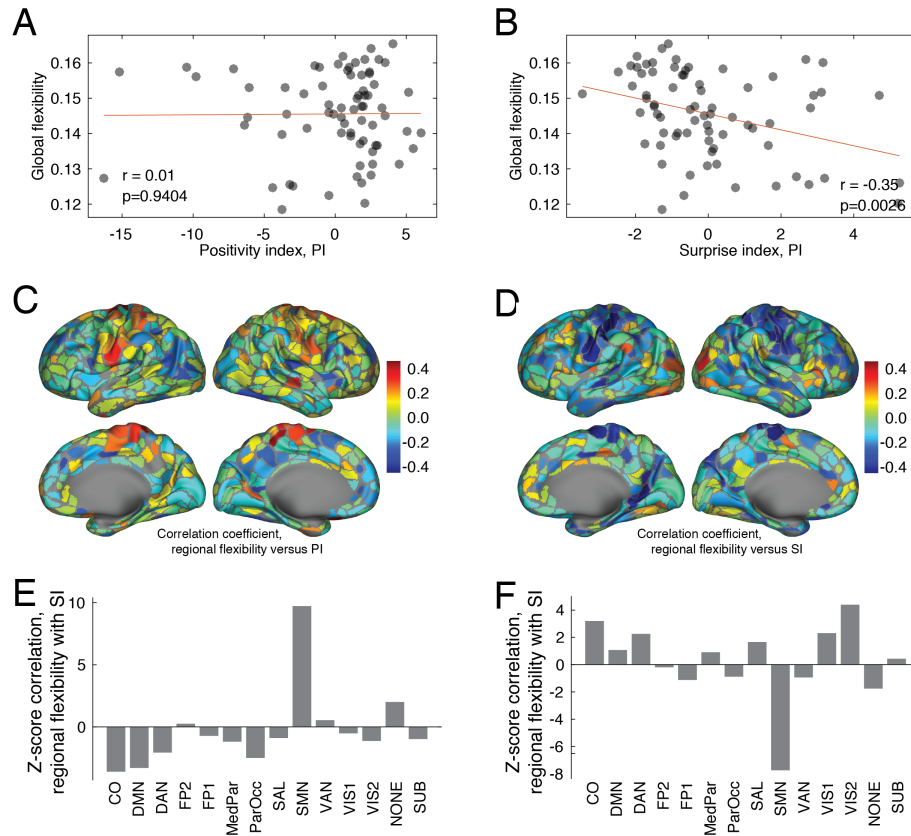 A
Global flexibility
0.16
0.15
0.14
0.13
0.12
r = 0.01
p=0.9404
-15
-10
-5
0
5
Positivity index, PI
B
Global flexibility
0.16
0.15
0.14
0.13
0.12
r = -0.35
p=0.0026
-2
0
2
4
Surprise index, PI
C
0.4
0.2
0.0
-0.2
-0.4
Correlation coefficient,
regional flexibility versus PI
D
0.4
0.2
0.0
-0.2
-0.4
Correlation coefficient,
regional flexibility versus SI
E
Z-score correlation,
regional flexibility with SI
10
5
0
CO
DMN
DAN
FP2
FP1
MedPar
ParOcc
SAL
SMN
VAN
VIS1
VIS2
NONE
SUB
F
Z-score correlation,
regional flexibility with SI
4
2
0
-2
-4
-6
-8
CO
DMN
DAN
FP2
FP1
MedPar
ParOcc
SAL
SMN
VAN
VIS1
VIS2
NONE
SUB